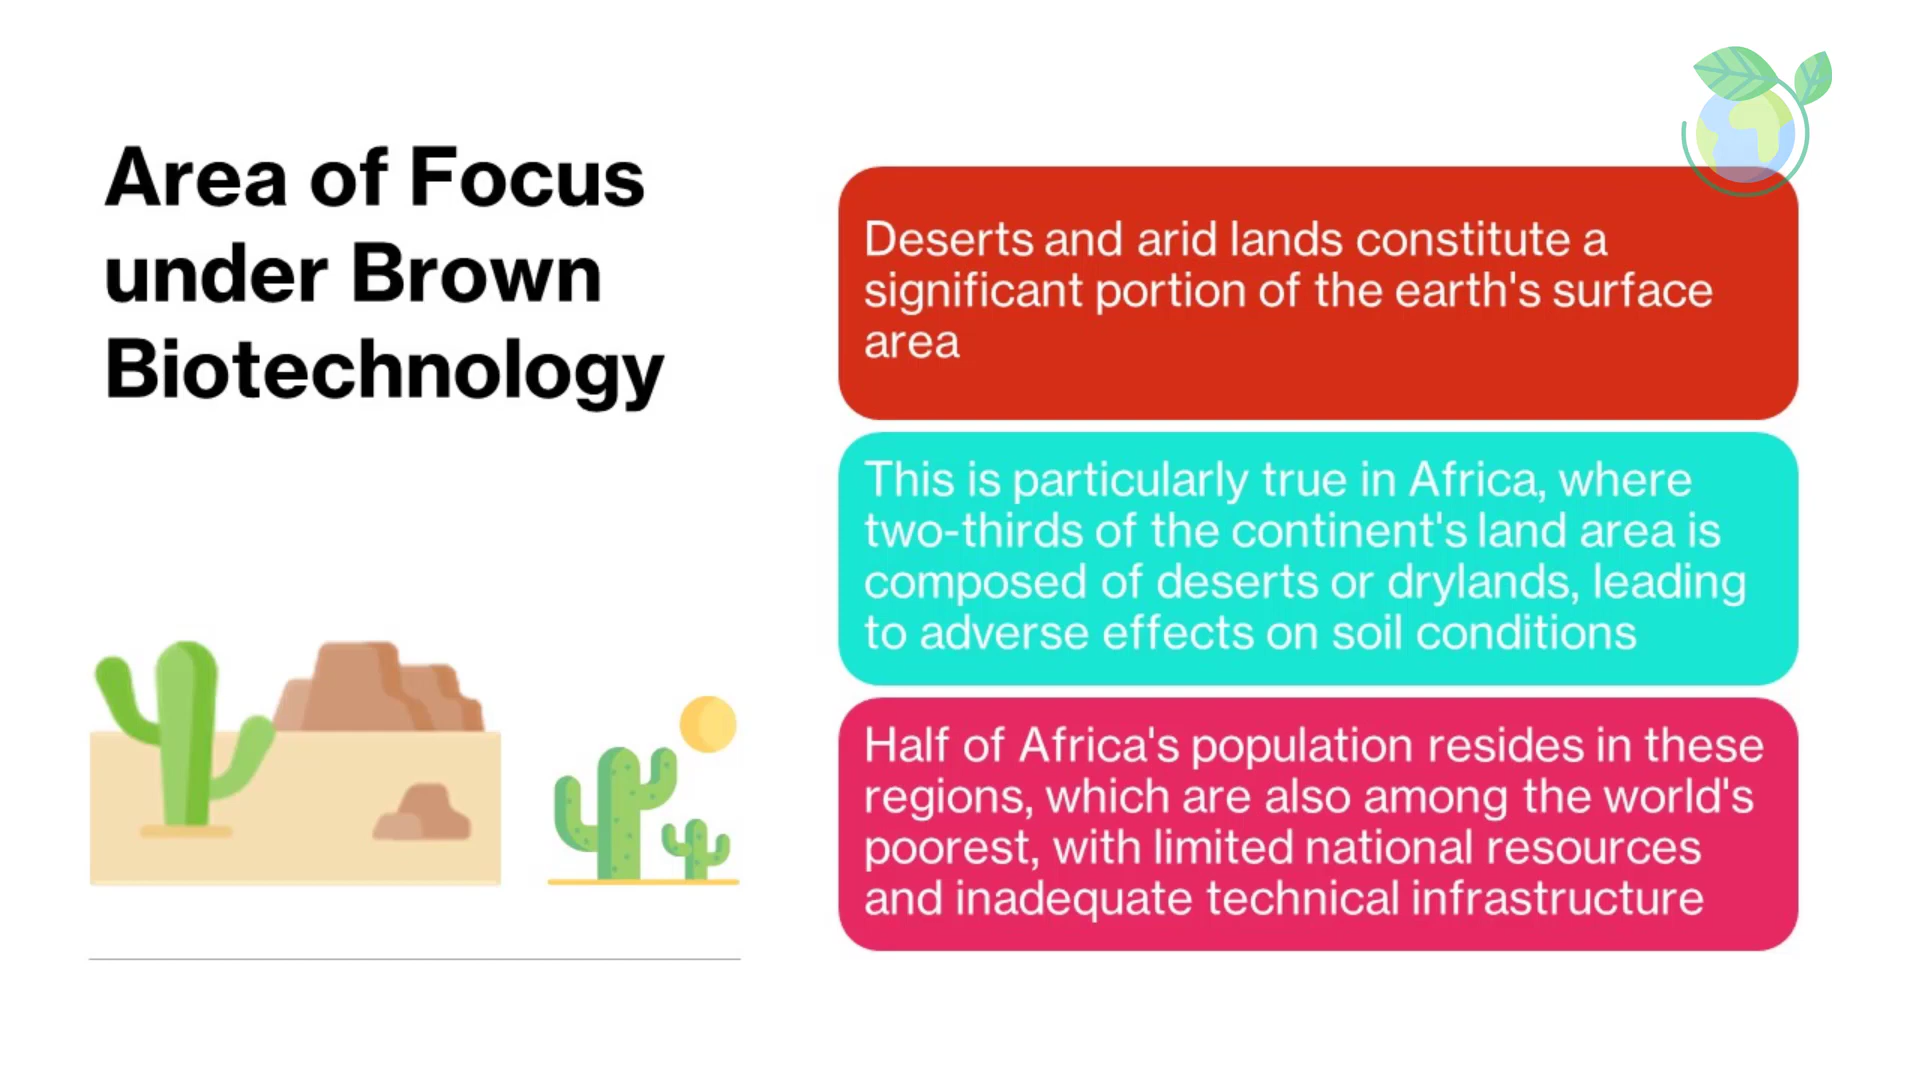 Area of Focus
under Brown
Biotechnology
Deserts and arid lands constitute a
significant portion of the earth's surface
area
This is particularly true in Africa, where
two-thirds of the continent's land area is
composed of deserts or drylands, leading
to adverse effects on soil conditions
Half of Africa's population resides in these
regions, which are also among the world's
poorest, with limited national resources
and inadequate technical infrastructure